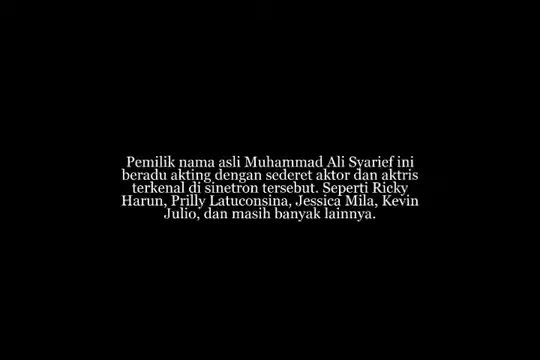 Pemilik nama asli Muhammad Ali Syarief ini
beradu akting dengan sederet aktor dan aktris
terkenal di sinetron tersebut. Seperti Ricky
Harun, Prilly Latuconsina, Jessica Mila, Kevin
Julio, dan masih banyak lainnya.